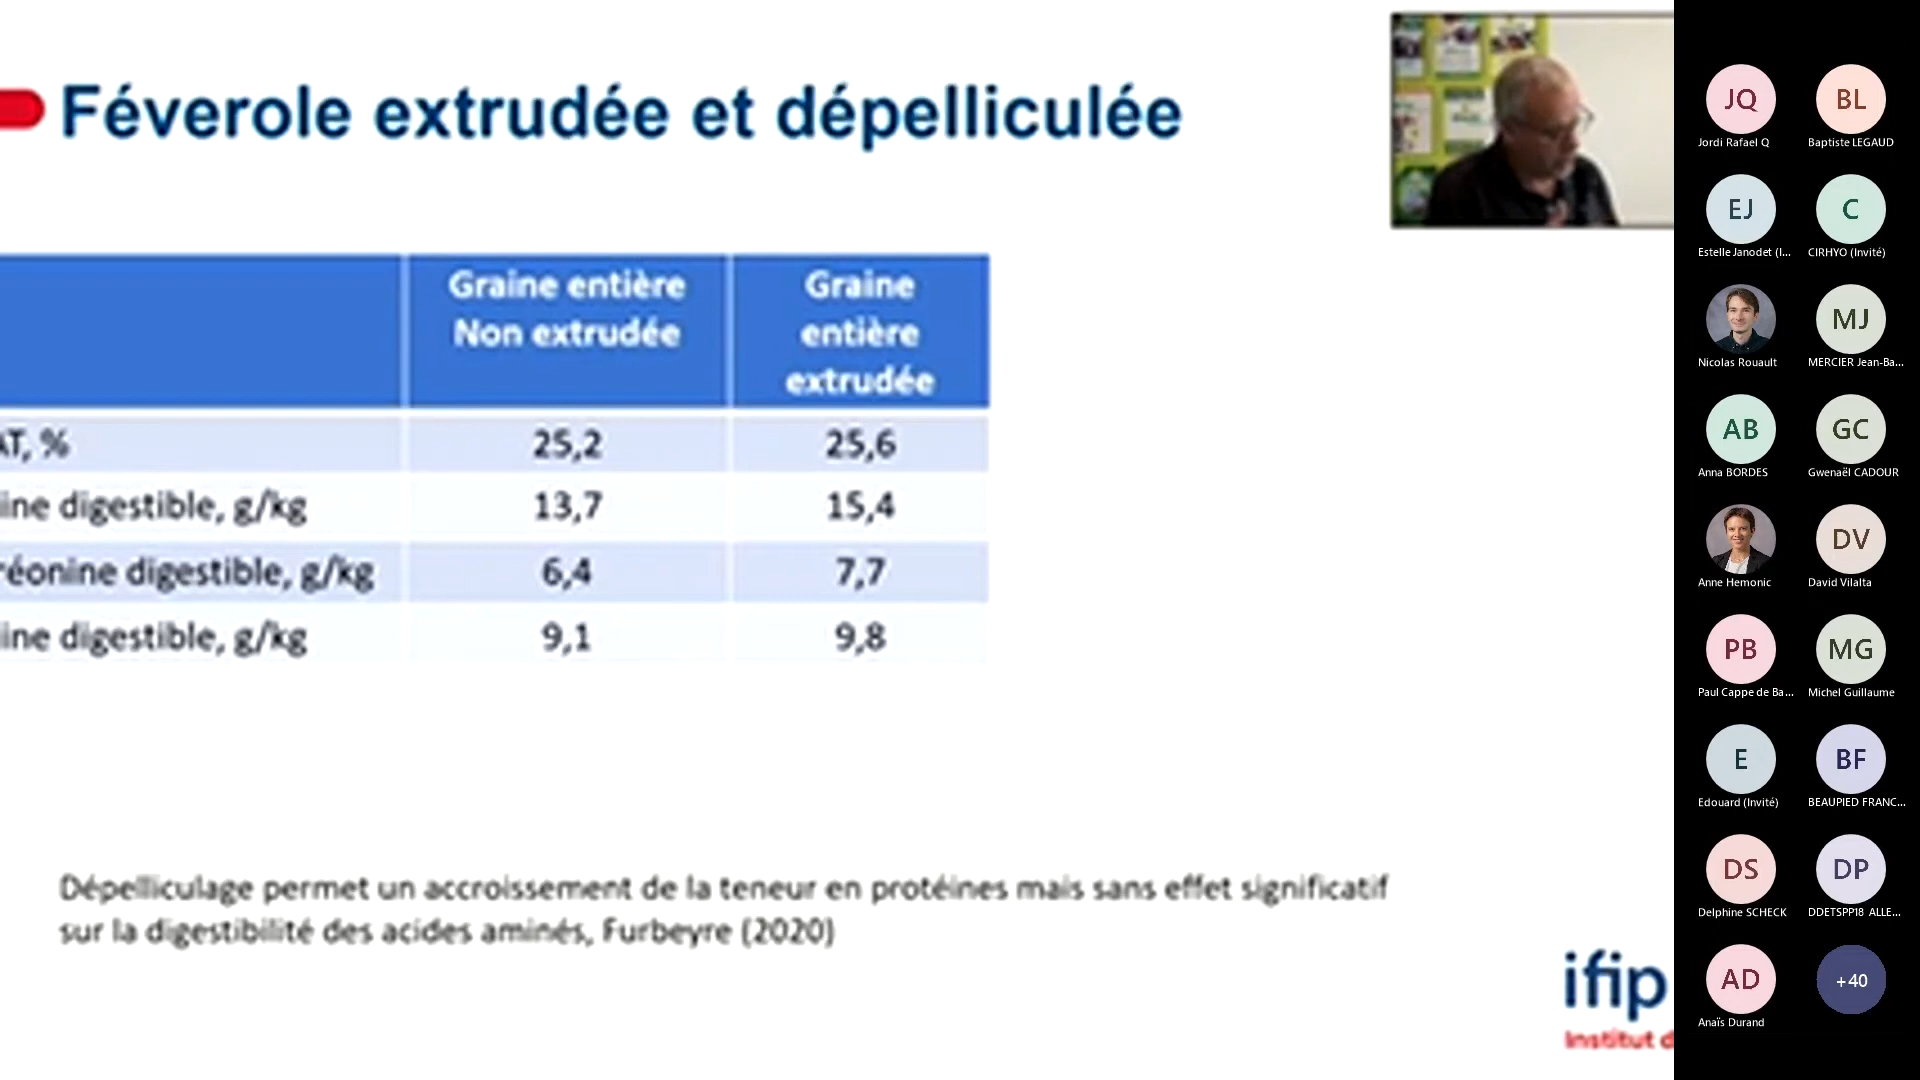 Féverole extrudée et dépelliculée
Graine entière
Non extrudée
Graine
entière
extrudée
AT, % 25,2 25,6
ine digestible, g/kg 13,7 15,4
réonine digestible, g/kg 6,4 7,7
ine digestible, g/kg 9,1 9,8
Dépelliculage permet un accroissement de la teneur en protéines mais sans effet significatif
sur la digestibilité des acides aminés, Furbeyre (2020)
ifip
Institut d
JQ BL
Jordi Rafael Q Baptiste LEGAUD
EJ C
Estelle Janodet (I... CIRHYO (Invité)
MJ
Nicolas Rouault MERCIER Jean-Ba...
AB GC
Anna BORDES Gwenaël CADOUR
DV
Anne Hemonic David Vilalta
PB MG
Paul Cappe de Ba... Michel Guillaume
E BF
Edouard (Invité) BEAUPIED FRANC...
DS DP
Delphine SCHECK DDETSPP18 ALLE...
AD +40
Anaïs Durand